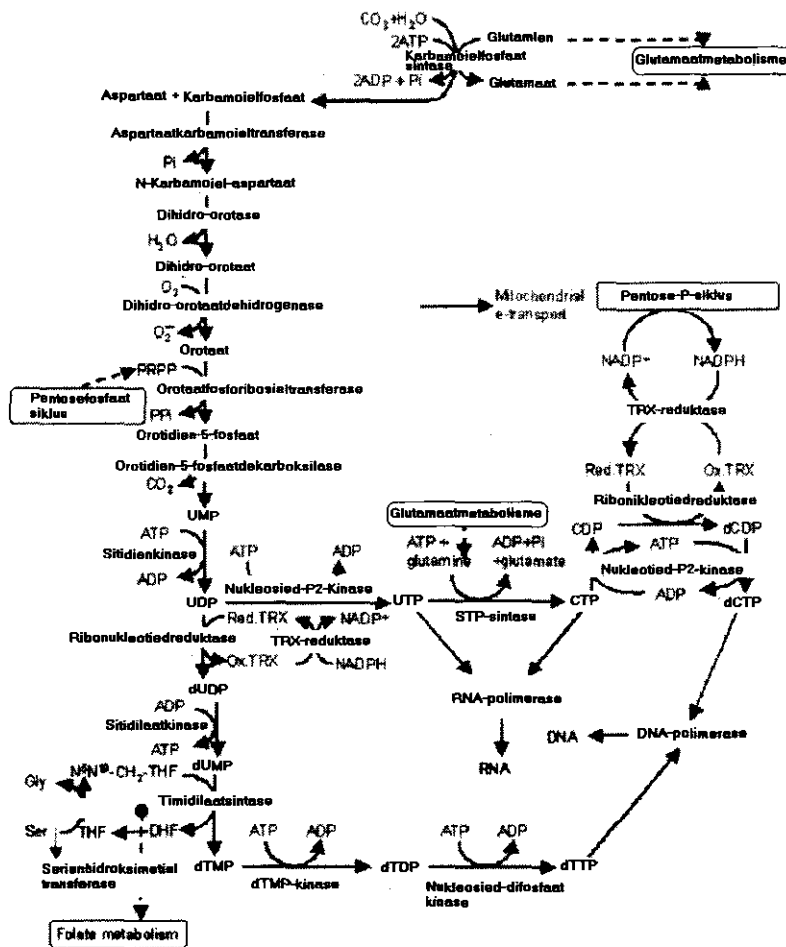 CO₂+H₂O
2ATP
Glutamien
Karbamoielfosfaat
sintase
Glutamaatmetabolisme
2ADP + Pi
Glutamaat
Aspartaat + Karbamoielfosfaat
Aspartaatkarbamoieltransferase
Pi
N-Karbamoiel-aspartaat
Dihidro-orotase
H₂O
Dihidro-orotaat
O₂
Dihidro-orotaatdehidrogenase
Mitochondrial
e-transport
Pentose-P-siklus
O₂⁻
Orotaat
NADP+
NADPH
PRPP
Orotaatfosforibosieltransferase
Pentosefosfaat
siklus
TRX-reduktase
PPi
Orotidien-5-fosfaat
Orotidien-5-fosfaatdekarboksilase
Red.TRX
Ox.TRX
CO₂
Ribonikleotiedreduktase
UMP
Glutamaatmetabolisme
CDP
dCDP
ATP
Sitidienkinase
ADP
ATP
ADP
ATP+
glutamine
ADP+Pi
+glutamate
ATP
Nukleotied-P2-kinase
ADP
Nukleosied-P2-Kinase
UDP
UTP
STP-sintase
CTP
dCTP
Red.TRX
NADP+
Ribonukleotiedreduktase
TRX-reduktase
Ox.TRX
NADPH
dUDP
RNA-polimerase
ADP
Sitidilaatkinase
DNA
DNA-polimerase
ATP
dUMP
RNA
Gly
N⁵N¹⁰-CH₂-THF
Timidilaatsintase
Ser
THF
DHF
ATP
ADP
ATP
ADP
Serienhidroksimetiel
transferase
dTMP
dTMP-kinase
dTDP
Nukleosied-difosfaat
kinase
dTTP
Folate metabolism